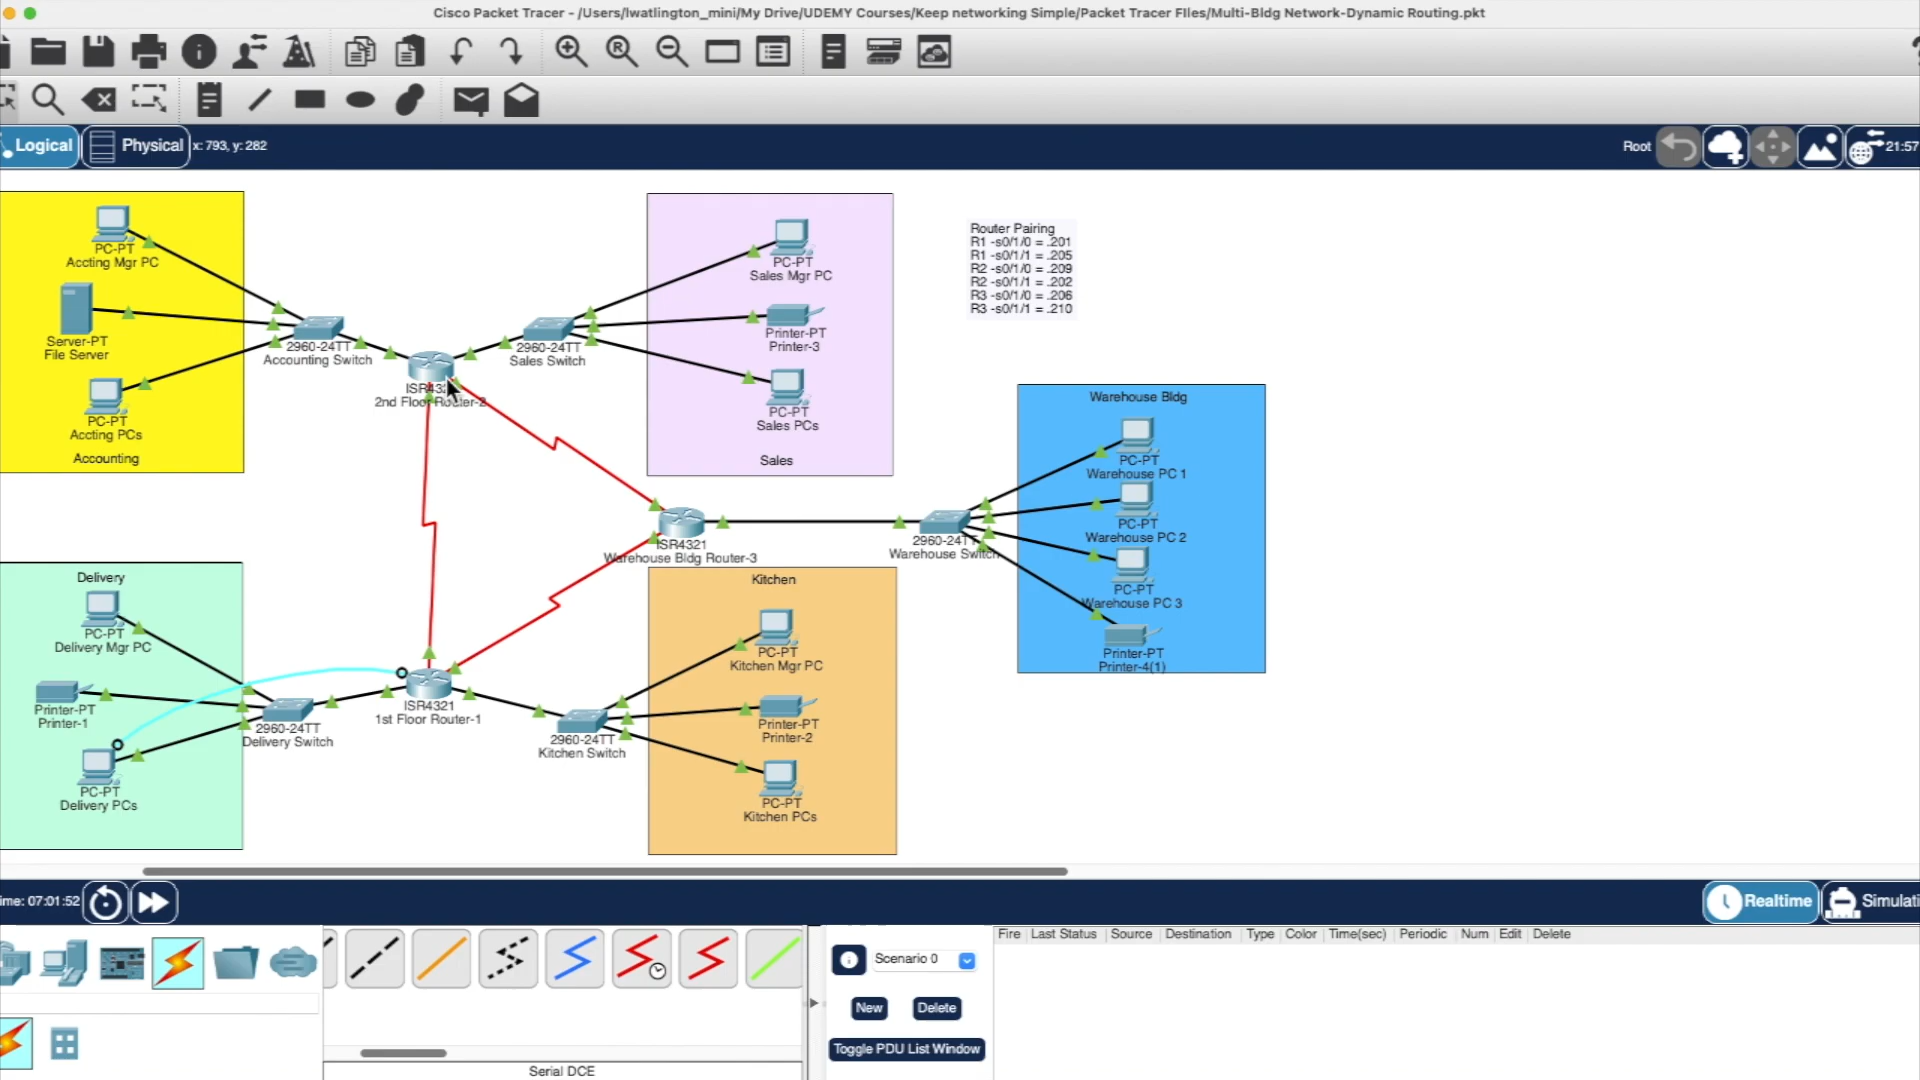 Cisco Packet Tracer - /Users/lwatlington_mini/My Drive/UDEMY Courses/Keep networking Simple/Packet Tracer FIles/Multi-Bldg Network-Dynamic Routing.pkt
Logical
Physical
x: 793, y: 282
Root
21:57
PC-PT
Accting Mgr PC
Server-PT
File Server
PC-PT
Accting PCs
Accounting
2960-24TT
Accounting Switch
2960-24TT
Sales Switch
2nd Floor Router-2
PC-PT
Sales Mgr PC
Printer-PT
Printer-3
PC-PT
Sales PCs
Sales
Router Pairing
R1 -s0/1/0 = .201
R1 -s0/1/1 = .205
R2 -s0/1/0 = .209
R2 -s0/1/1 = .202
R3 -s0/1/0 = .206
R3 -s0/1/1 = .210
Warehouse Bldg
PC-PT
Warehouse PC 1
PC-PT
Warehouse PC 2
PC-PT
Warehouse PC 3
Printer-PT
Printer-4(1)
ISR4321
Warehouse Bldg Router-3
2960-24TT
Warehouse Switch
Delivery
PC-PT
Delivery Mgr PC
Printer-PT
Printer-1
PC-PT
Delivery PCs
2960-24TT
Delivery Switch
ISR4321
1st Floor Router-1
2960-24TT
Kitchen Switch
Kitchen
PC-PT
Kitchen Mgr PC
Printer-PT
Printer-2
PC-PT
Kitchen PCs
ime: 07:01:52
Realtime
Simulati
Fire Last Status Source Destination Type Color Time(sec) Periodic Num Edit Delete
Scenario 0
New
Delete
Toggle PDU List Window
Serial DCE